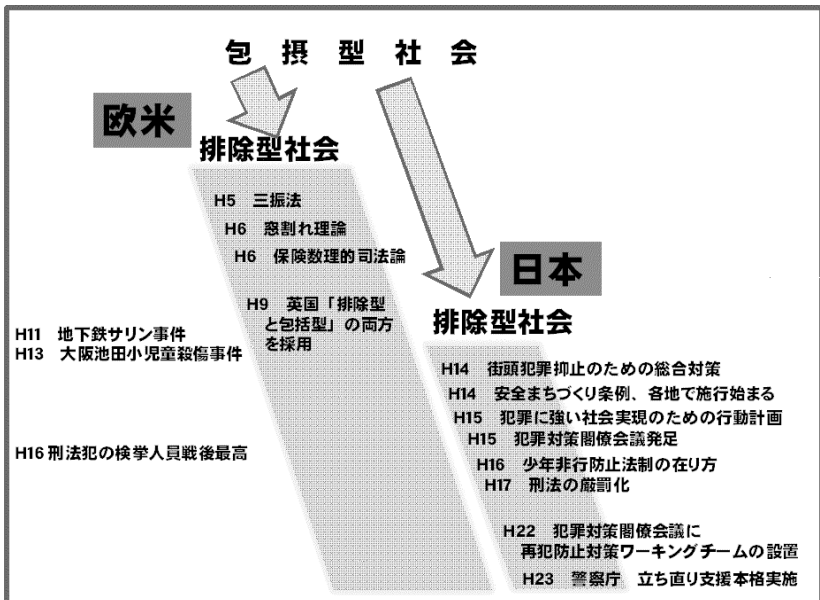 包摂型社会
欧米
排除型社会
H5 三振法
H6 窓割れ理論
H6 保険数理的司法論
H9 英国「排除型
と包括型」の両方
を採用
H11 地下鉄サリン事件
H13 大阪池田小児童殺傷事件
H16 刑法犯の検挙人員戦後最高
日本
排除型社会
H14 街頭犯罪抑止のための総合対策
H14 安全まちづくり条例、各地で施行始まる
H15 犯罪に強い社会実現のための行動計画
H15 犯罪対策閣僚会議発足
H16 少年非行防止法制の在り方
H17 刑法の厳罰化
H22 犯罪対策閣僚会議に
再犯防止対策ワーキングチームの設置
H23 警察庁 立ち直り支援本格実施